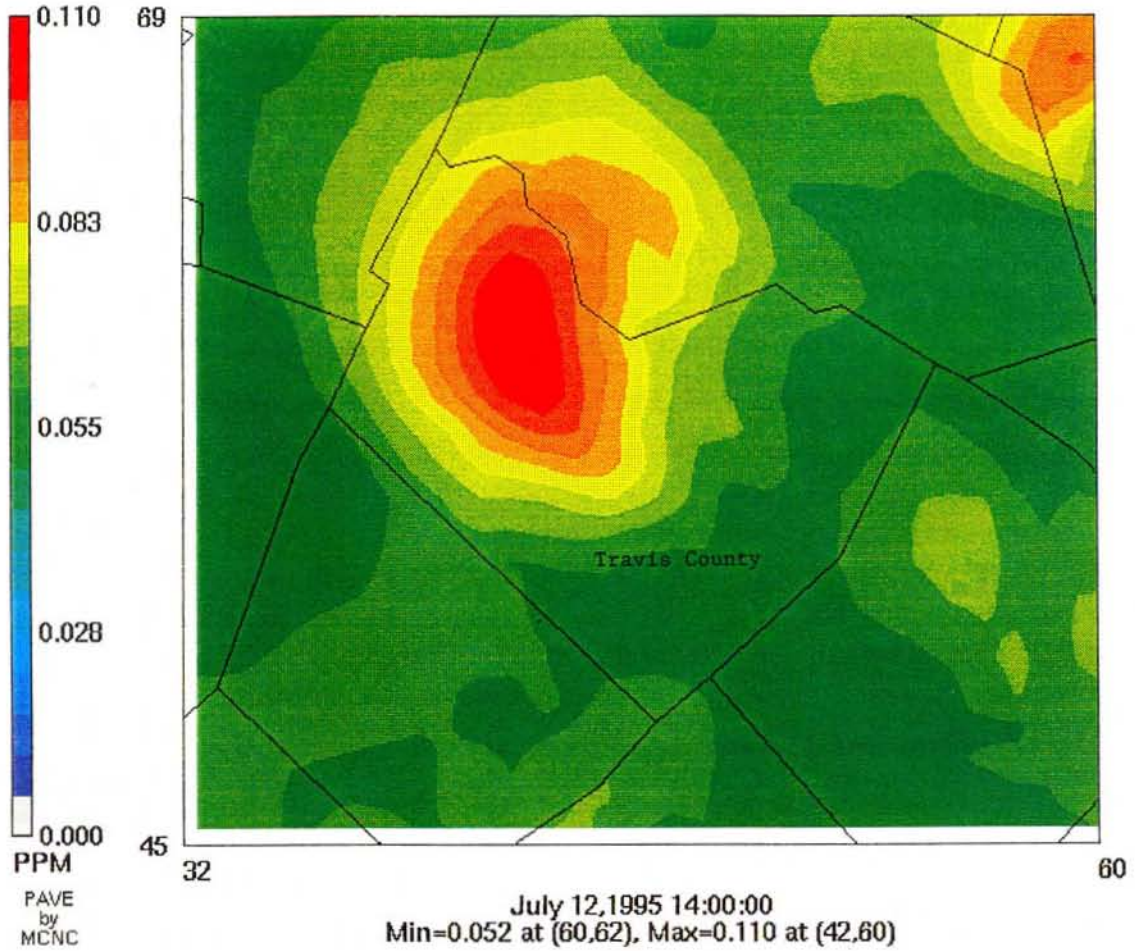 0.110
0.083
0.055
0.028
0.000
PPM
PAVE
by
MCNC
69
45
32
60
Travis County
July 12,1995 14:00:00
Min=0.052 at (60,62), Max=0.110 at (42,60)